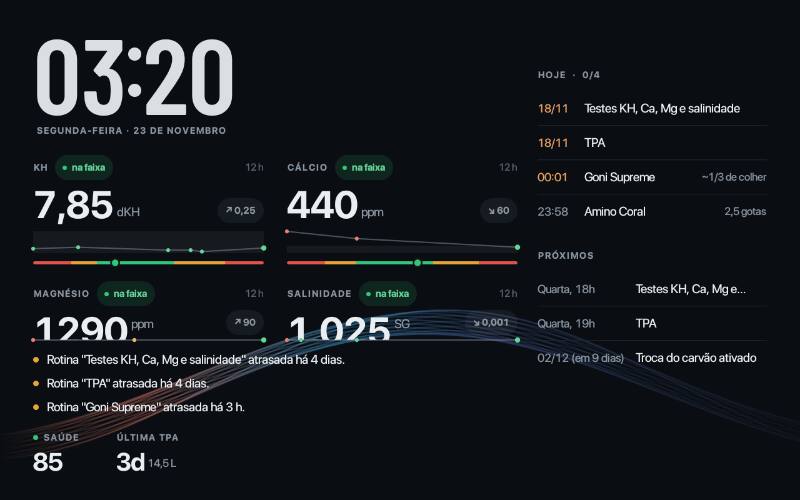 03:20
SEGUNDA-FEIRA · 23 DE NOVEMBRO
KH • na faixa 12h
7,85 dKH ↗ 0,25
CÁLCIO • na faixa 12h
440 ppm ↘ 60
MAGNÉSIO • na faixa 12h
1290 ppm ↗ 90
SALINIDADE • na faixa 12h
1.025 SG ↘ 0,001
• Rotina "Testes KH, Ca, Mg e salinidade" atrasada há 4 dias.
• Rotina "TPA" atrasada há 4 dias.
• Rotina "Goni Supreme" atrasada há 3 h.
• SAÚDE
85
ÚLTIMA TPA
3d 14,5 L
HOJE · 0/4
18/11 Testes KH, Ca, Mg e salinidade
18/11 TPA
00:01 Goni Supreme ~1/3 de colher
23:58 Amino Coral 2,5 gotas
PRÓXIMOS
Quarta, 18h Testes KH, Ca, Mg e...
Quarta, 19h TPA
02/12 (em 9 dias) Troca do carvão ativado